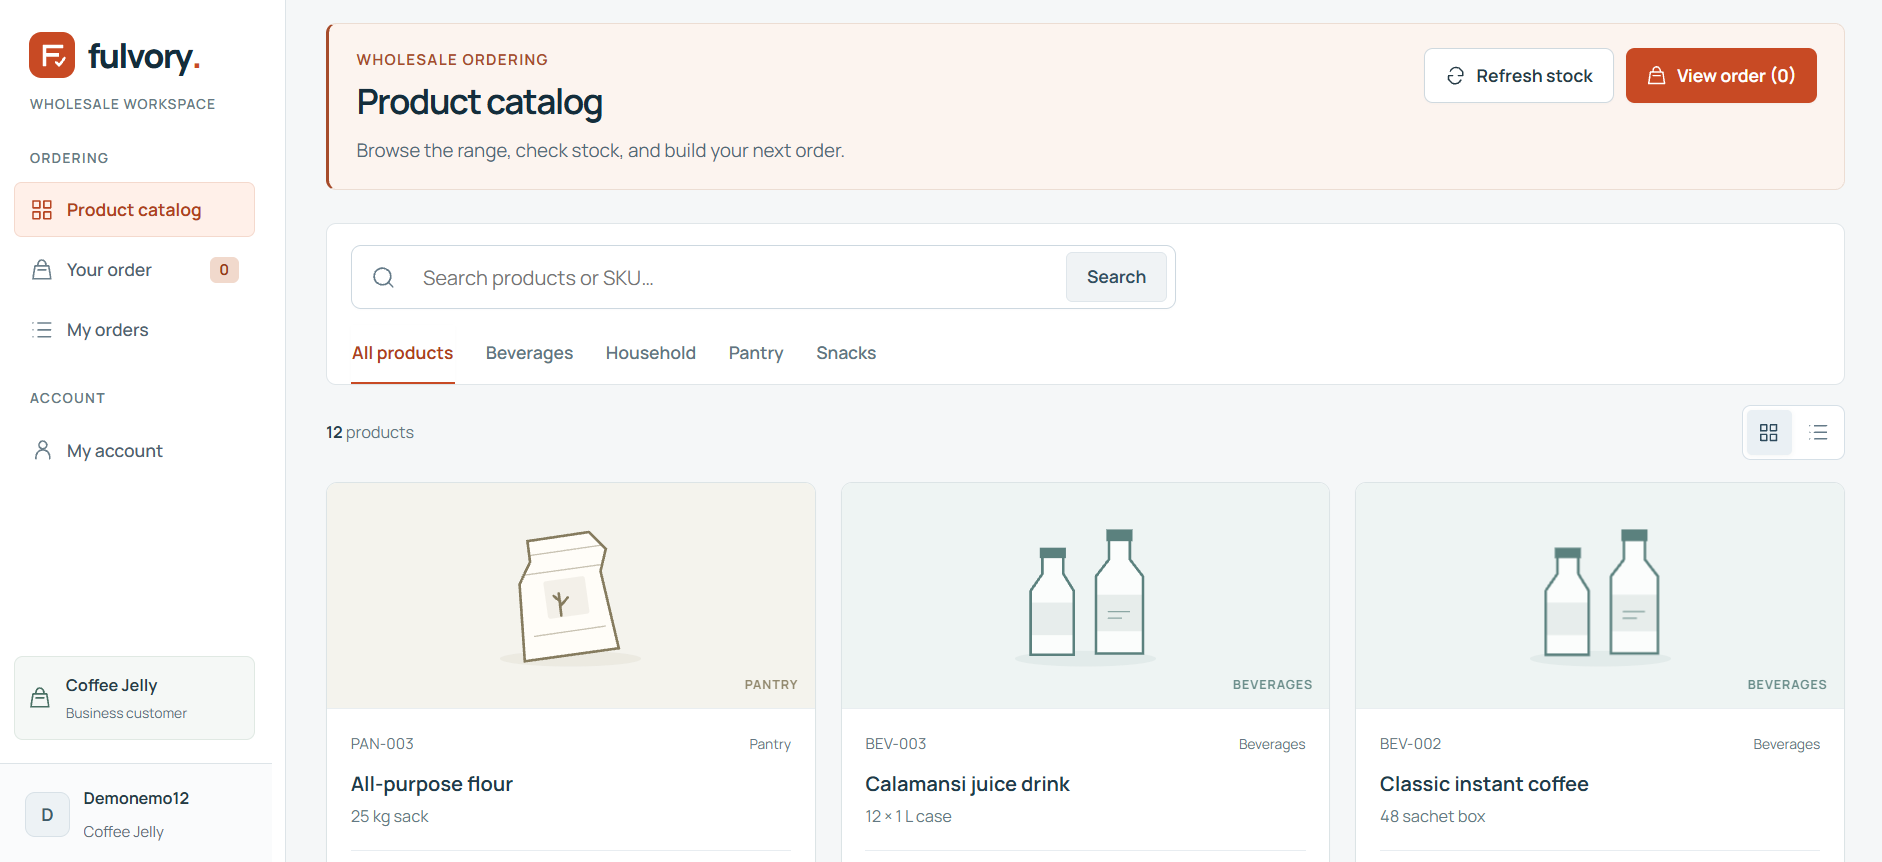 fulvory.
WHOLESALE WORKSPACE
ORDERING
Product catalog
Your order 0
My orders
ACCOUNT
My account
Coffee Jelly
Business customer
D
Demonemo12
Coffee Jelly
WHOLESALE ORDERING
Product catalog
Browse the range, check stock, and build your next order.
Refresh stock
View order (0)
Search products or SKU...
Search
All products Beverages Household Pantry Snacks
12 products
PANTRY
PAN-003 Pantry
All-purpose flour
25 kg sack
BEVERAGES
BEV-003 Beverages
Calamansi juice drink
12 × 1 L case
BEVERAGES
BEV-002 Beverages
Classic instant coffee
48 sachet box